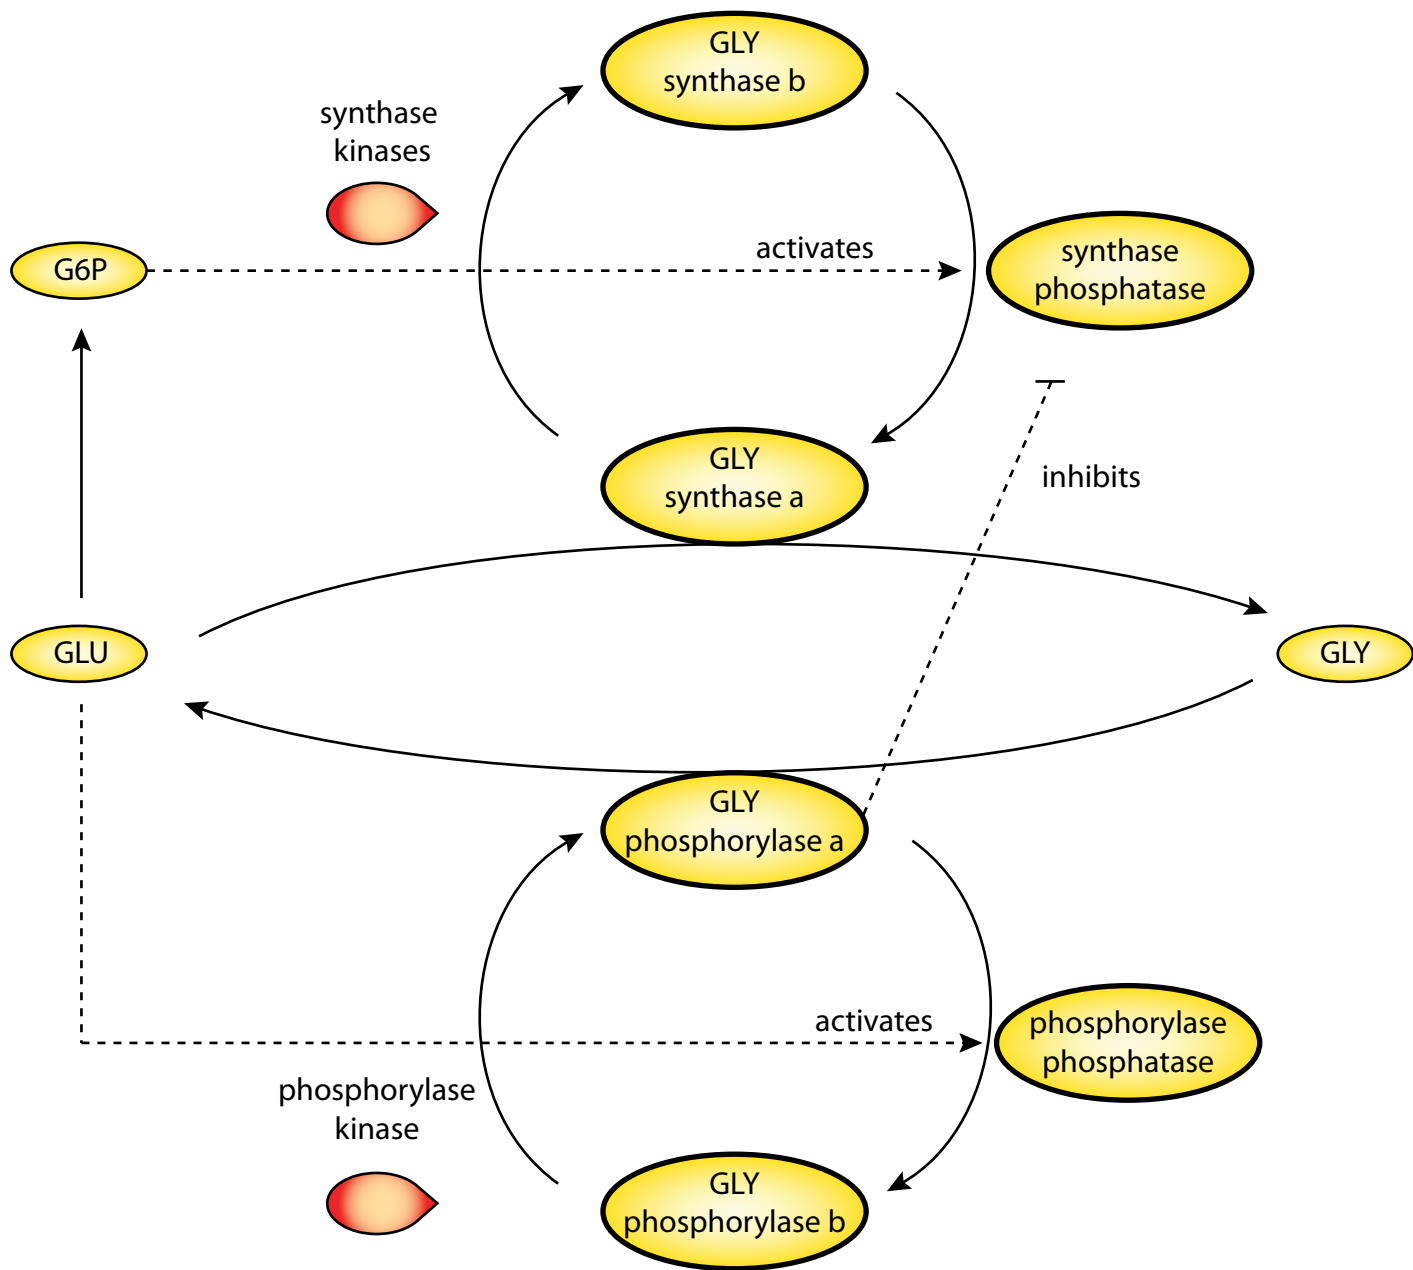 GLY
synthase b
synthase
kinases
activates
synthase
phosphatase
G6P
GLY
synthase a
inhibits
GLU
GLY
GLY
phosphorylase a
activates
phosphorylase
phosphatase
phosphorylase
kinase
GLY
phosphorylase b